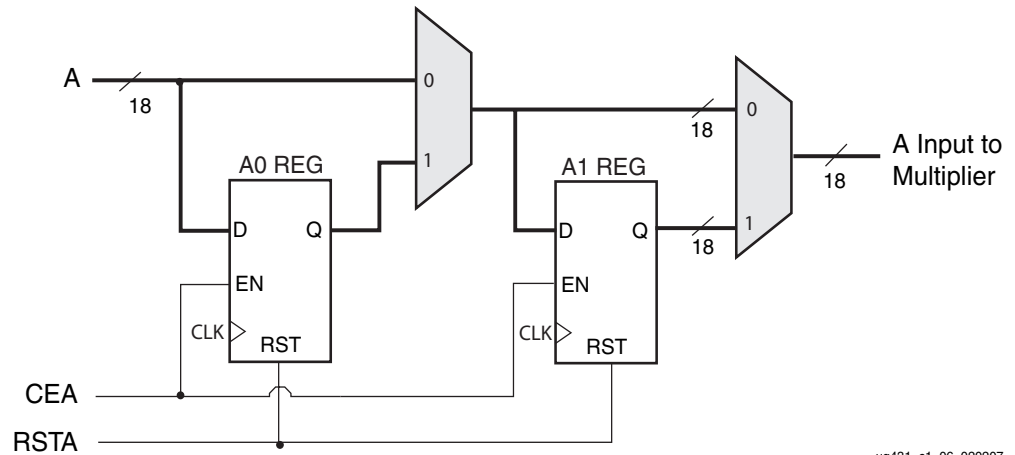 A
18
0
1
A0 REG
D
Q
EN
CLK
RST
18
0
A1 REG
D
Q
EN
CLK
RST
18
1
18
A Input to
Multiplier
CEA
RSTA